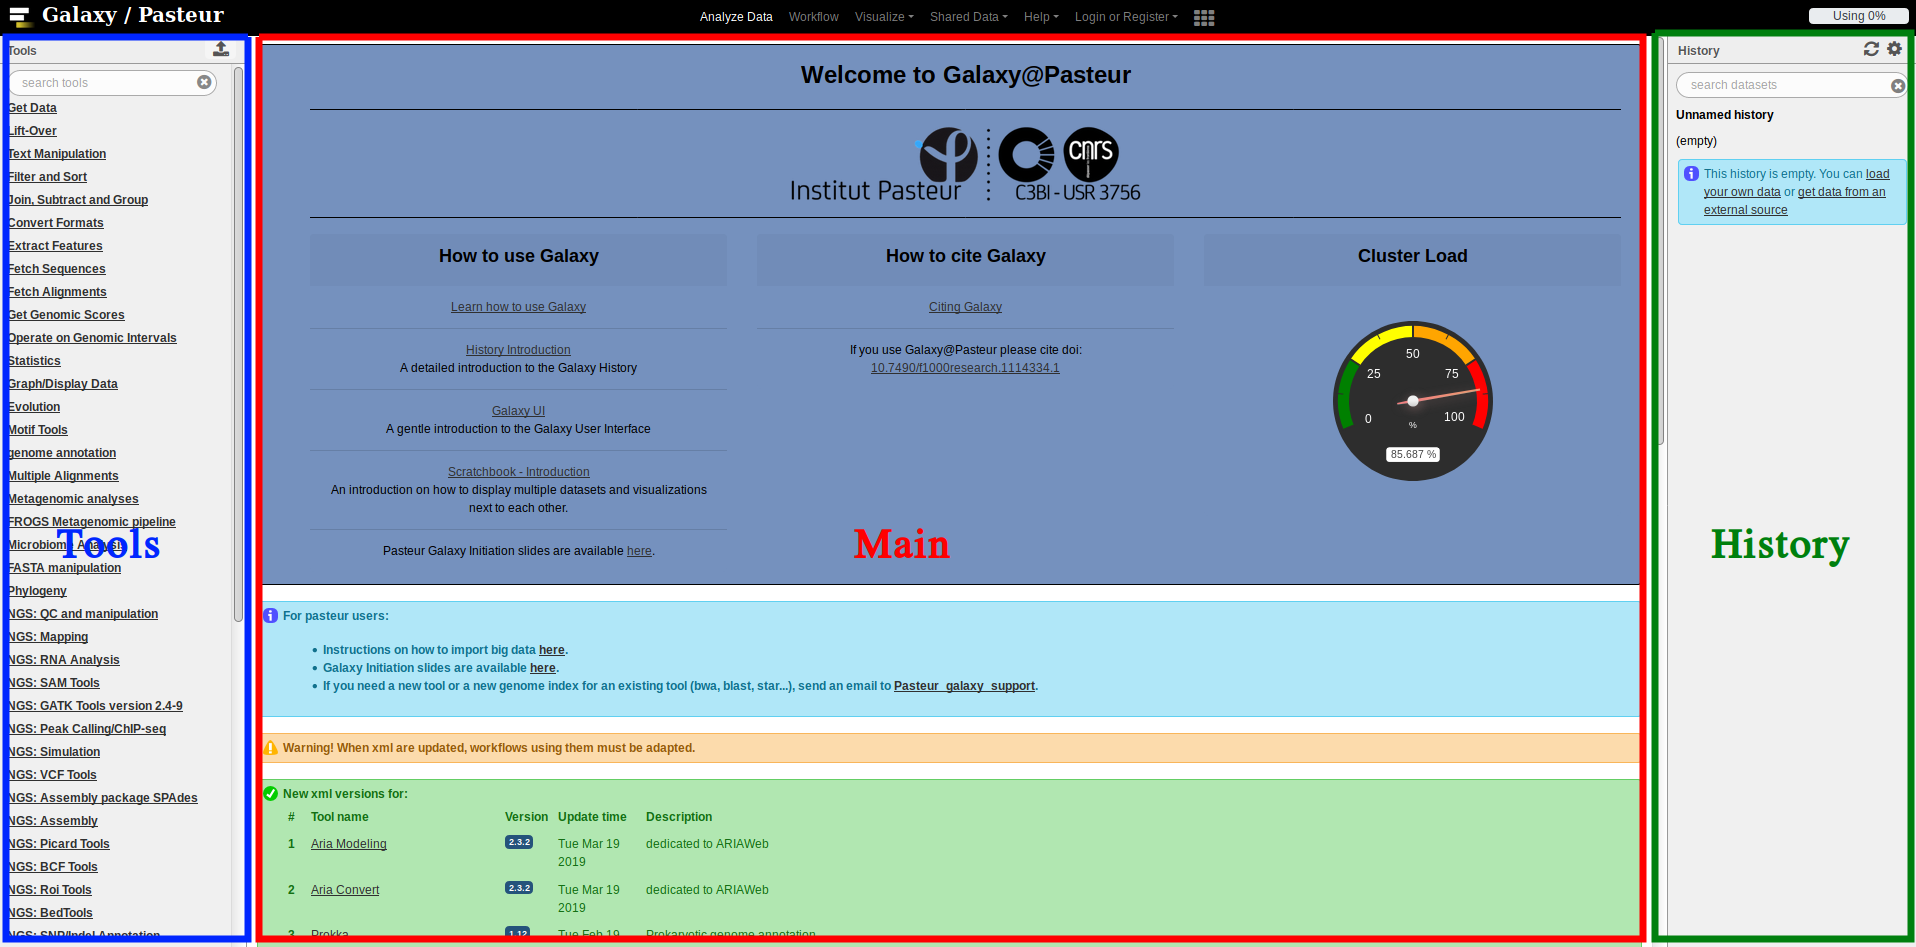 Galaxy / Pasteur
Analyze Data Workflow Visualize Shared Data Help Login or Register
Using 0%
Tools
search tools
Get Data
Lift-Over
Text Manipulation
Filter and Sort
Join, Subtract and Group
Convert Formats
Extract Features
Fetch Sequences
Fetch Alignments
Get Genomic Scores
Operate on Genomic Intervals
Statistics
Graph/Display Data
Evolution
Motif Tools
genome annotation
Multiple Alignments
Metagenomic analyses
FROGS Metagenomic pipeline
Microbiome Analysis
Tools
FASTA manipulation
Phylogeny
NGS: QC and manipulation
NGS: Mapping
NGS: RNA Analysis
NGS: SAM Tools
NGS: GATK Tools version 2.4-9
NGS: Peak Calling/ChIP-seq
NGS: Simulation
NGS: VCF Tools
NGS: Assembly package SPAdes
NGS: Assembly
NGS: Picard Tools
NGS: BCF Tools
NGS: Roi Tools
NGS: BedTools
NGS: SNP/Indel Annotation
Welcome to Galaxy@Pasteur
cnrs
Institut Pasteur
C3BI - USR 3756
How to use Galaxy
Learn how to use Galaxy
History Introduction
A detailed introduction to the Galaxy History
Galaxy UI
A gentle introduction to the Galaxy User Interface
Scratchbook - Introduction
An introduction on how to display multiple datasets and visualizations
next to each other.
Pasteur Galaxy Initiation slides are available here.
How to cite Galaxy
Citing Galaxy
If you use Galaxy@Pasteur please cite doi:
10.7490/f1000research.1114334.1
Cluster Load
50
25 75
0 100
%
85.687 %
Main
For pasteur users:
• Instructions on how to import big data here.
• Galaxy Initiation slides are available here.
• If you need a new tool or a new genome index for an existing tool (bwa, blast, star...), send an email to Pasteur_galaxy_support.
Warning! When xml are updated, workflows using them must be adapted.
New xml versions for:
# Tool name Version Update time Description
1 Aria Modeling 2.3.2 Tue Mar 19 dedicated to ARIAWeb
2019
2 Aria Convert 2.3.2 Tue Mar 19 dedicated to ARIAWeb
2019
3 Prokka 1.12 Tue Feb 19 Prokaryotic genome annotation
History
search datasets
Unnamed history
(empty)
This history is empty. You can load
your own data or get data from an
external source
History